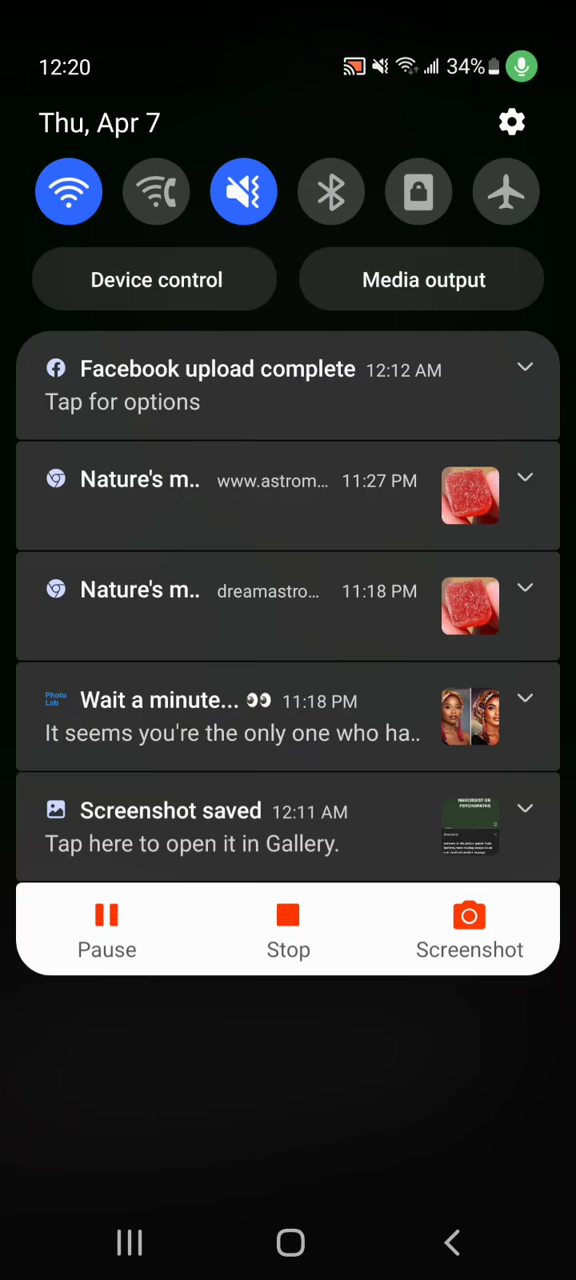 12:20
34%
Thu, Apr 7
Device control
Media output
Facebook upload complete 12:12 AM
Tap for options
Nature's m.. www.astrom... 11:27 PM
Nature's m.. dreamastro... 11:18 PM
Photo Lab
Wait a minute... 👀 11:18 PM
It seems you're the only one who ha..
Screenshot saved 12:11 AM
Tap here to open it in Gallery.
NARCISSIST OR
PSYCHOPATHS
Pause
Stop
Screenshot